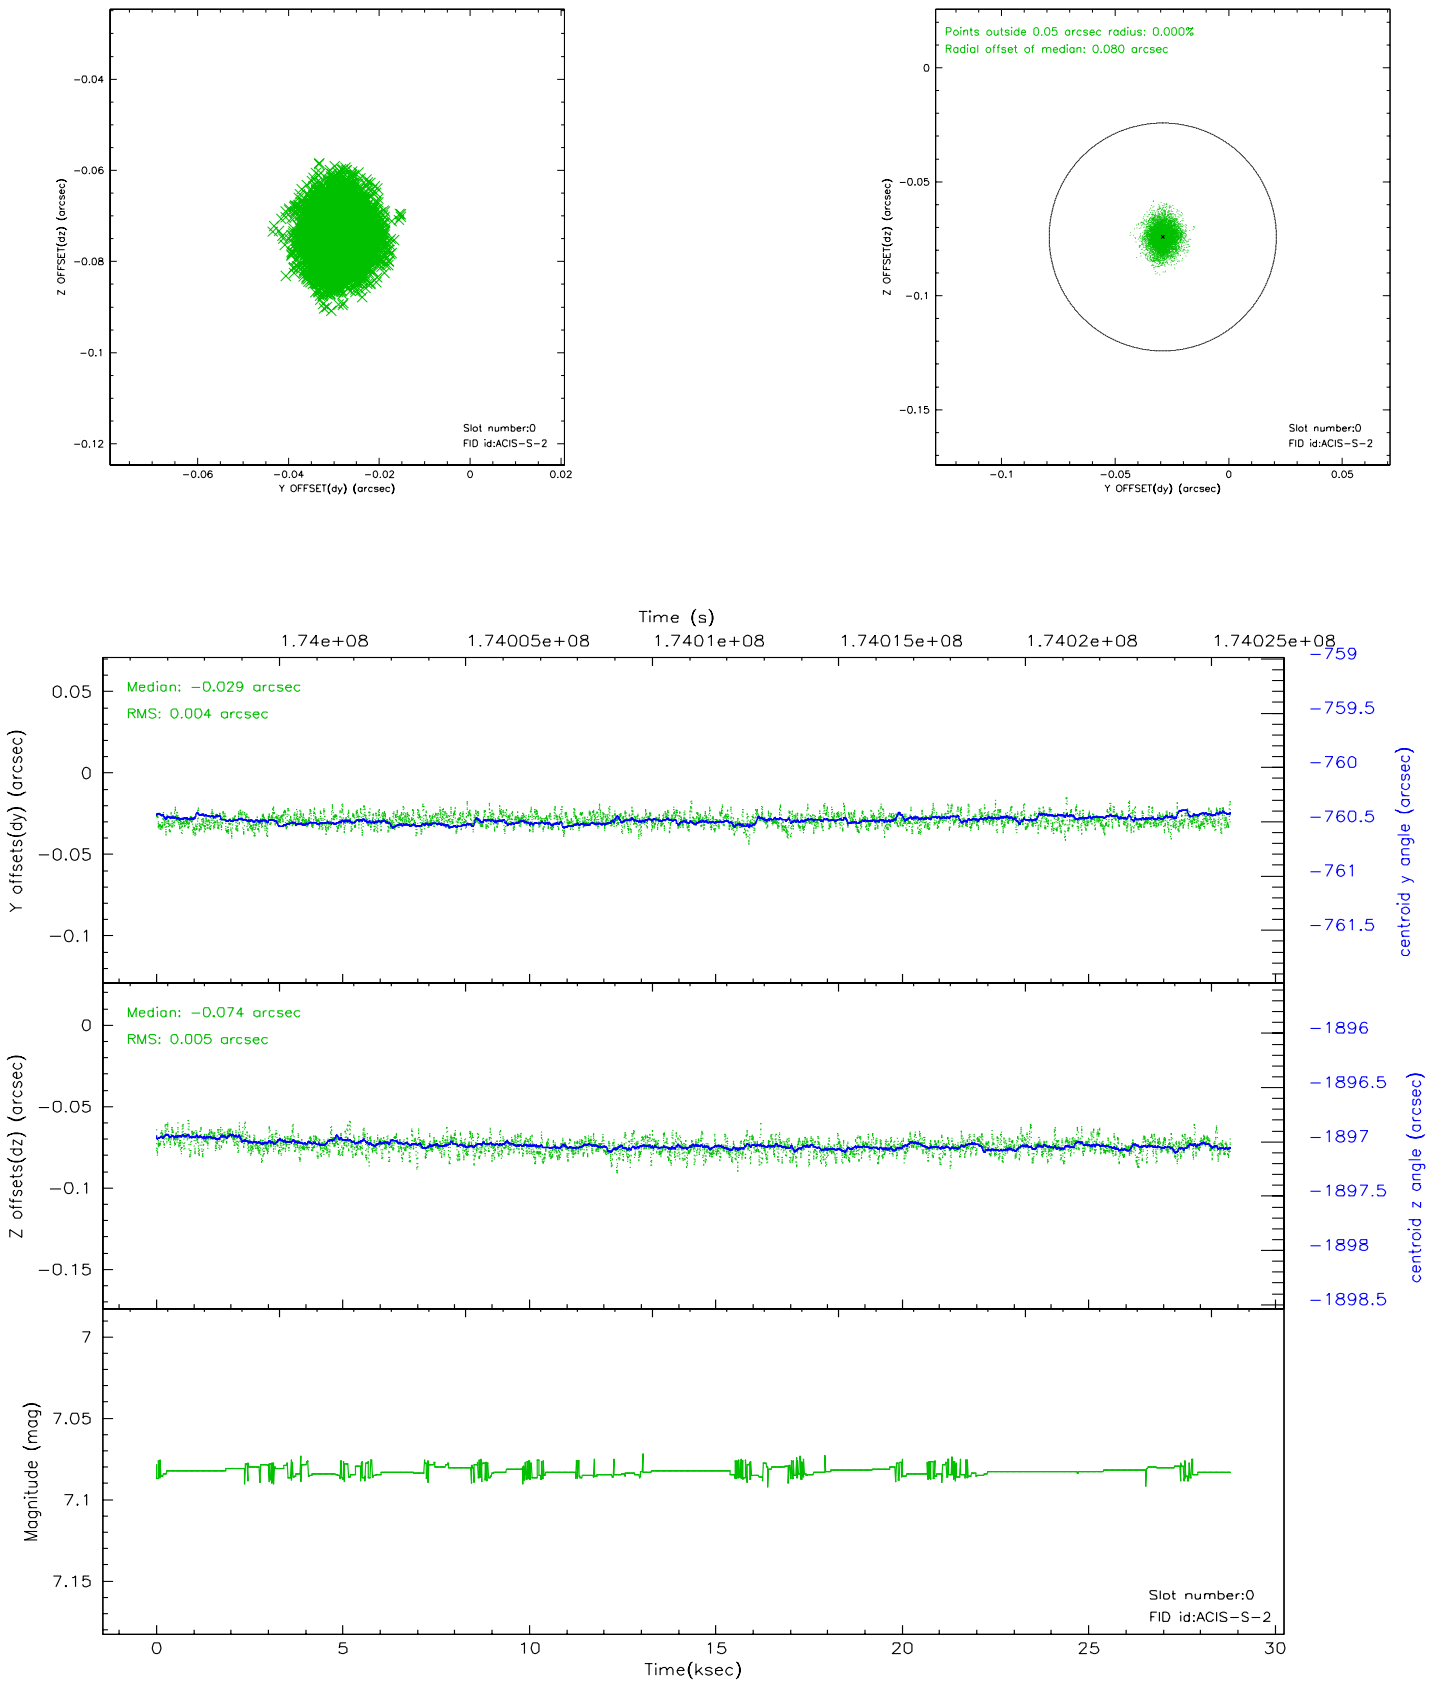 −0.04
−0.06
−0.08
−0.1
−0.12
Z OFFSET(dz) (arcsec)
Slot number:0
FID id:ACIS−S−2
−0.06 −0.04 −0.02 0 0.02
Y OFFSET(dy) (arcsec)
Points outside 0.05 arcsec radius: 0.000%
Radial offset of median: 0.080 arcsec
0
−0.05
−0.1
−0.15
Z OFFSET(dz) (arcsec)
Slot number:0
FID id:ACIS−S−2
−0.1 −0.05 0 0.05
Y OFFSET(dy) (arcsec)
Time (s)
1.74e+08 1.74005e+08 1.7401e+08 1.74015e+08 1.7402e+08 1.74025e+08
Median: −0.029 arcsec
RMS: 0.004 arcsec
0.05
0
−0.05
−0.1
Y offsets(dy) (arcsec)
−759
−759.5
−760
−760.5
−761
−761.5
centroid y angle (arcsec)
Median: −0.074 arcsec
RMS: 0.005 arcsec
0
−0.05
−0.1
−0.15
Z offsets(dz) (arcsec)
−1896
−1896.5
−1897
−1897.5
−1898
−1898.5
centroid z angle (arcsec)
7
7.05
7.1
7.15
Magnitude (mag)
Slot number:0
FID id:ACIS−S−2
0 5 10 15 20 25 30
Time(ksec)